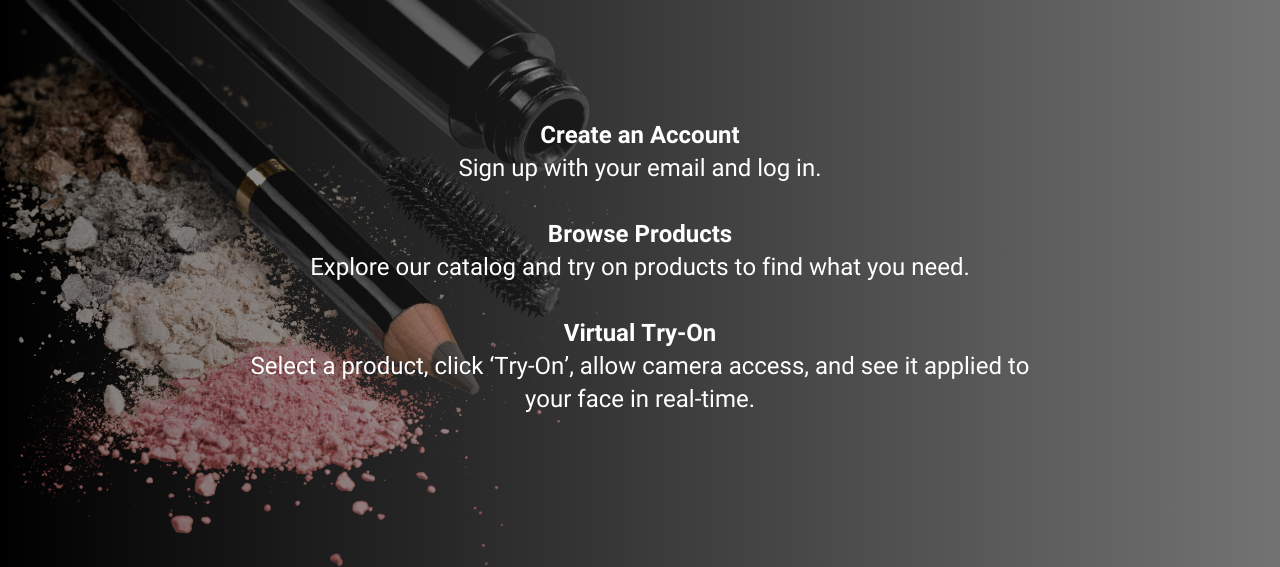 Create an Account
Sign up with your email and log in.
Browse Products
Explore our catalog and try on products to find what you need.
Virtual Try-On
Select a product, click ‘Try-On’, allow camera access, and see it applied to
your face in real-time.